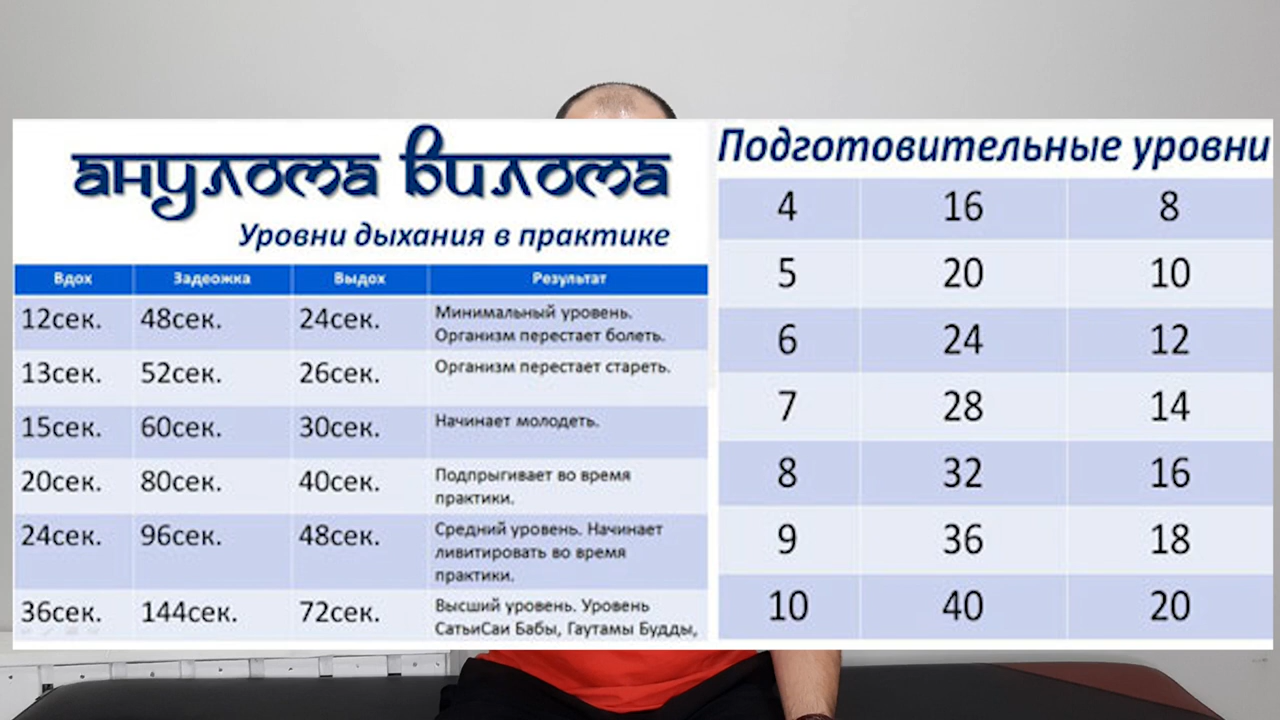 анулома вилома
Уровни дыхания в практике
Вдох Задеожка Выдох Результат
12сек. 48сек. 24сек. Минимальный уровень.
Организм перестает болеть.
13сек. 52сек. 26сек. Организм перестает стареть.
15сек. 60сек. 30сек. Начинает молодеть.
20сек. 80сек. 40сек. Подпрыгивает во время
практики.
24сек. 96сек. 48сек. Средний уровень. Начинает
ливитировать во время
практики.
36сек. 144сек. 72сек. Высший уровень. Уровень
СатьиСаи Бабы, Гаутамы Будды,
Подготовительные уровни
4 16 8
5 20 10
6 24 12
7 28 14
8 32 16
9 36 18
10 40 20